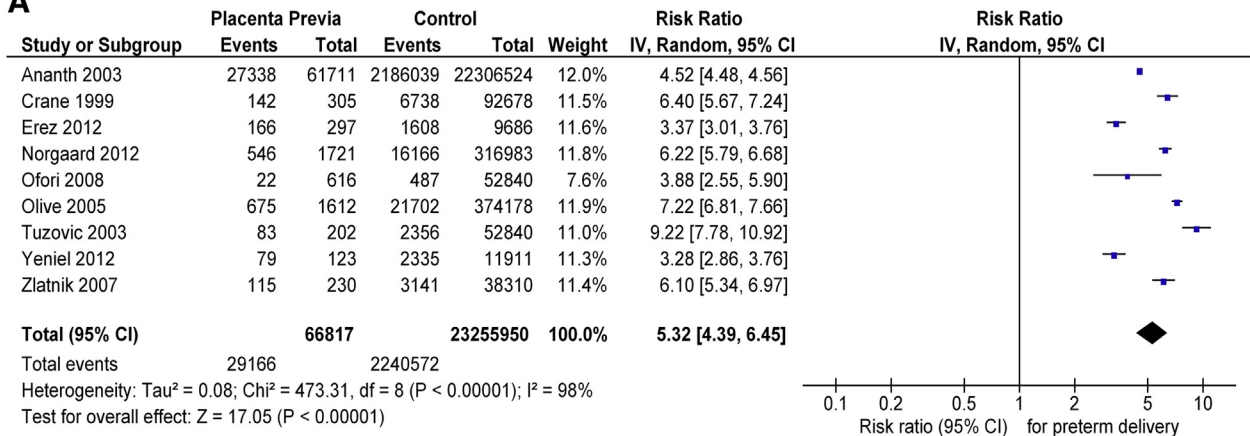 A
Placenta Previa Control Risk Ratio Risk Ratio
Study or Subgroup Events Total Events Total Weight IV, Random, 95% CI IV, Random, 95% CI
Ananth 2003 27338 61711 2186039 22306524 12.0% 4.52 [4.48, 4.56]
Crane 1999 142 305 6738 92678 11.5% 6.40 [5.67, 7.24]
Erez 2012 166 297 1608 9686 11.6% 3.37 [3.01, 3.76]
Norgaard 2012 546 1721 16166 316983 11.8% 6.22 [5.79, 6.68]
Ofori 2008 22 616 487 52840 7.6% 3.88 [2.55, 5.90]
Olive 2005 675 1612 21702 374178 11.9% 7.22 [6.81, 7.66]
Tuzovic 2003 83 202 2356 52840 11.0% 9.22 [7.78, 10.92]
Yeniel 2012 79 123 2335 11911 11.3% 3.28 [2.86, 3.76]
Zlatnik 2007 115 230 3141 38310 11.4% 6.10 [5.34, 6.97]
Total (95% CI) 66817 23255950 100.0% 5.32 [4.39, 6.45]
Total events 29166 2240572
Heterogeneity: Tau² = 0.08; Chi² = 473.31, df = 8 (P < 0.00001); I² = 98%
Test for overall effect: Z = 17.05 (P < 0.00001)
0.1 0.2 0.5 1 2 5 10
Risk ratio (95% CI) for preterm delivery